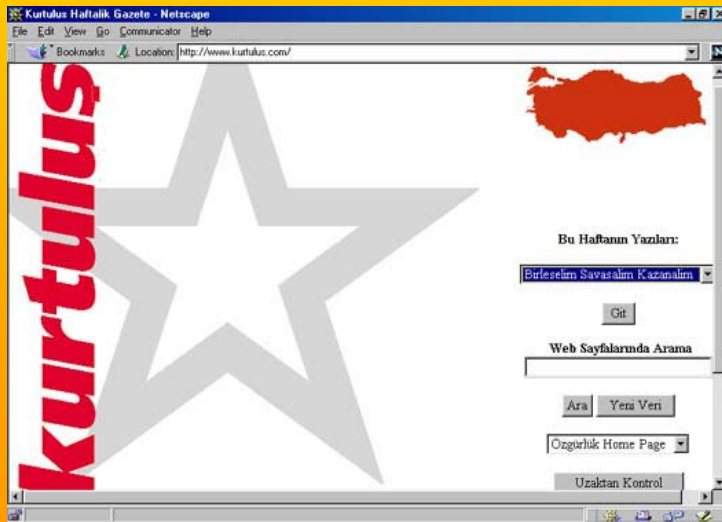 Kurtulus Haftalik Gazete - Netscape
File Edit View Go Communicator Help
Bookmarks Location: http://www.kurtulus.com/
kurtuluş
Bu Haftanın Yazıları:
Birleselim Savasalim Kazanalim
Git
Web Sayfalarında Arama
Ara Yeni Veri
Özgürlük Home Page
Uzaktan Kontrol